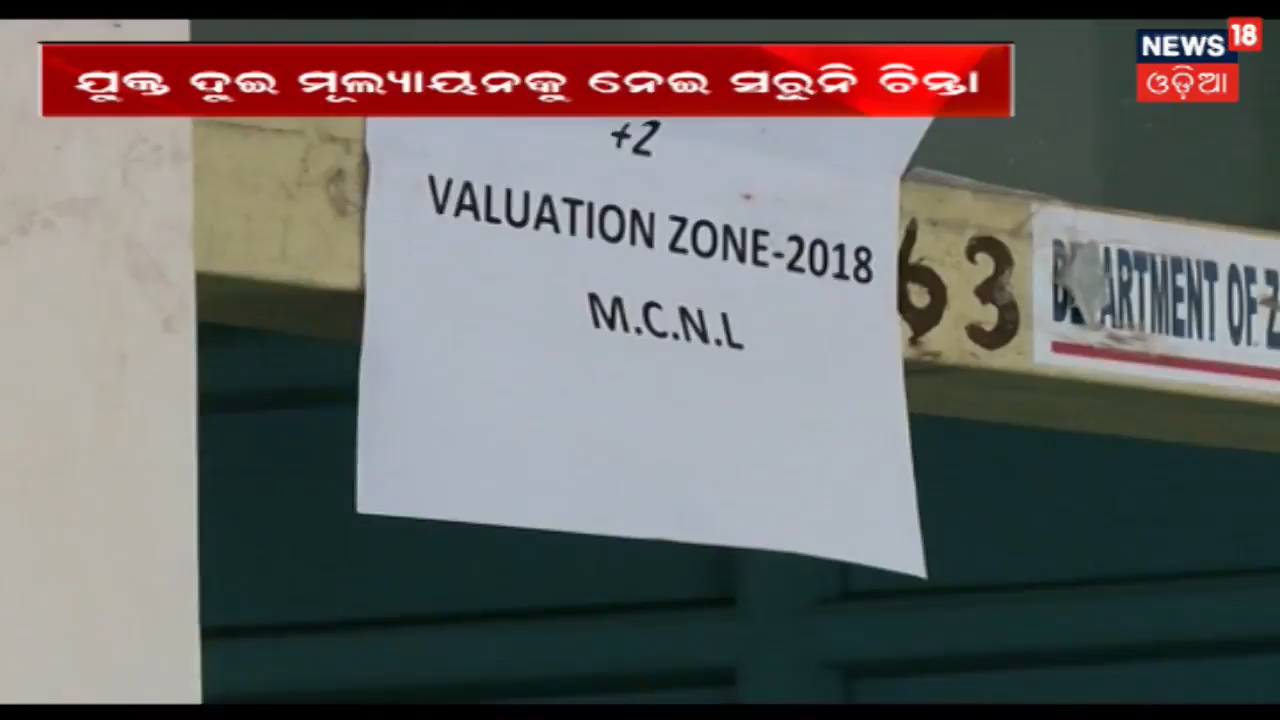 ଯୁକ୍ତ ଦୁଇ ମୂଲ୍ୟାୟନକୁ ନେଇ ସରୁନି ଚିନ୍ତା
NEWS 18
ଓଡ଼ିଆ
+2
VALUATION ZONE-2018
M.C.N.L
63
DEPARTMENT OF Z